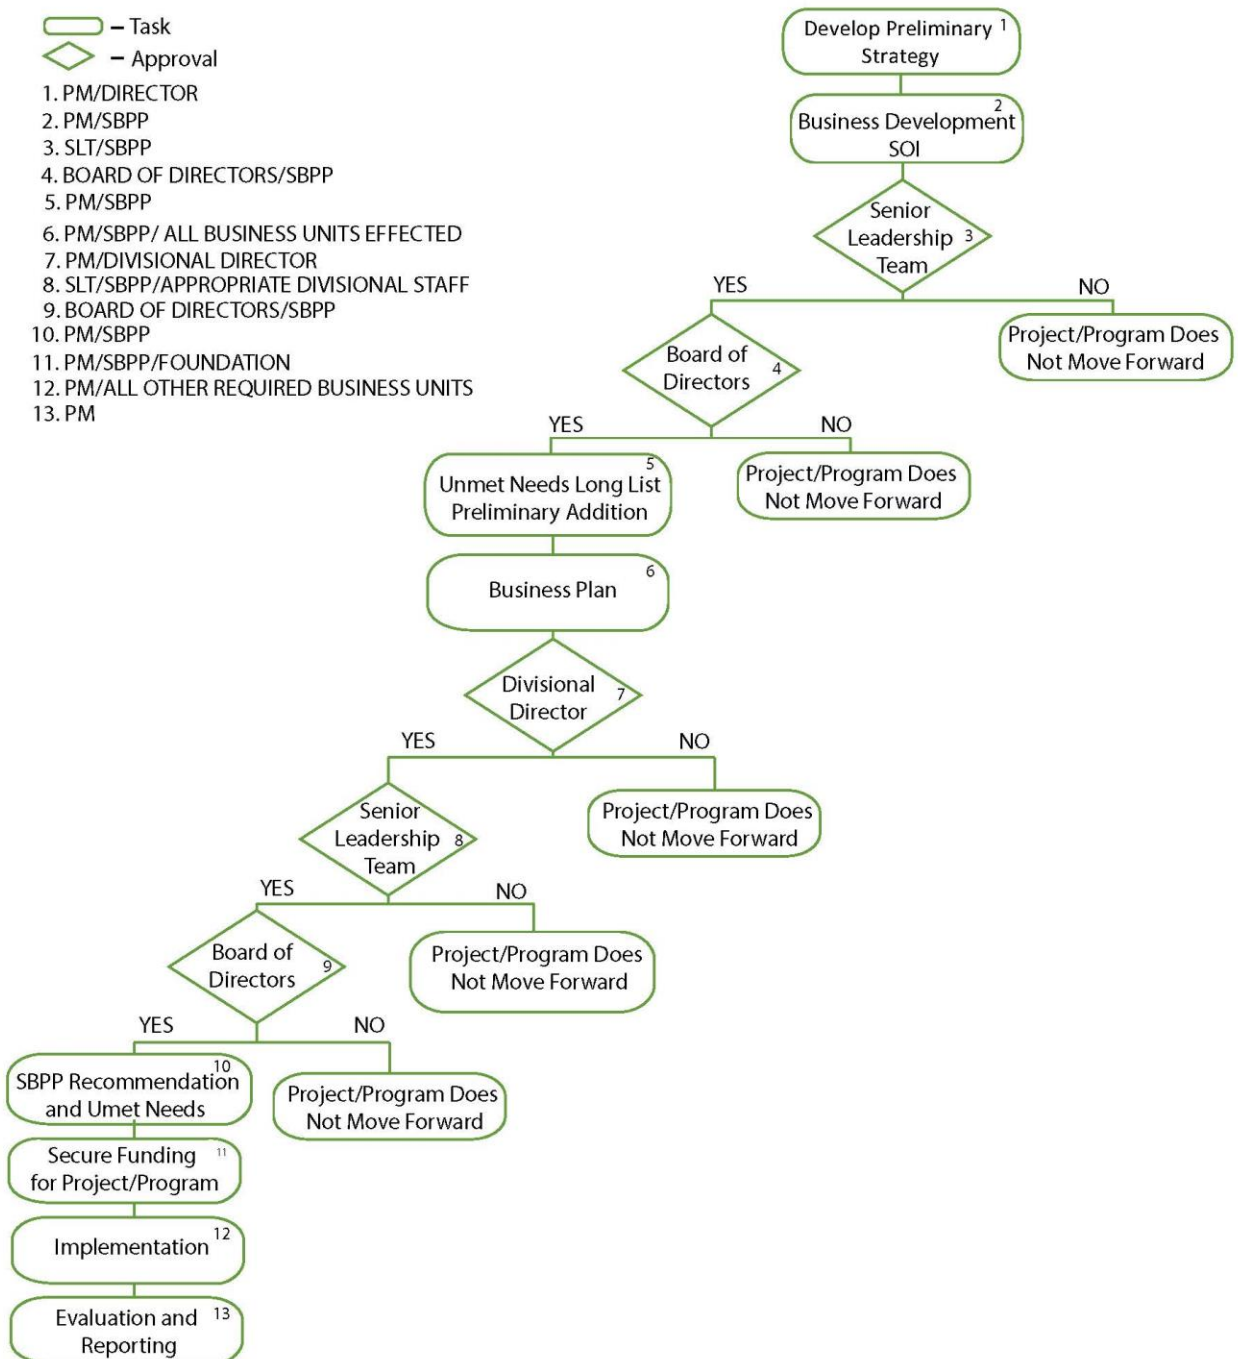 – Task
– Approval
1. PM/DIRECTOR
2. PM/SBPP
3. SLT/SBPP
4. BOARD OF DIRECTORS/SBPP
5. PM/SBPP
6. PM/SBPP/ ALL BUSINESS UNITS EFFECTED
7. PM/DIVISIONAL DIRECTOR
8. SLT/SBPP/APPROPRIATE DIVISIONAL STAFF
9. BOARD OF DIRECTORS/SBPP
10. PM/SBPP
11. PM/SBPP/FOUNDATION
12. PM/ALL OTHER REQUIRED BUSINESS UNITS
13. PM
Develop Preliminary 1
Strategy
2
Business Development
SOI
Senior
Leadership 3
Team
YES
NO
Board of
Directors 4
Project/Program Does
Not Move Forward
YES
NO
5
Unmet Needs Long List
Preliminary Addition
Project/Program Does
Not Move Forward
6
Business Plan
Divisional
Director 7
YES
NO
Senior
Leadership 8
Team
Project/Program Does
Not Move Forward
YES
NO
Board of
Directors 9
Project/Program Does
Not Move Forward
YES
NO
10
SBPP Recommendation
and Umet Needs
Project/Program Does
Not Move Forward
Secure Funding 11
for Project/Program
12
Implementation
Evaluation and 13
Reporting